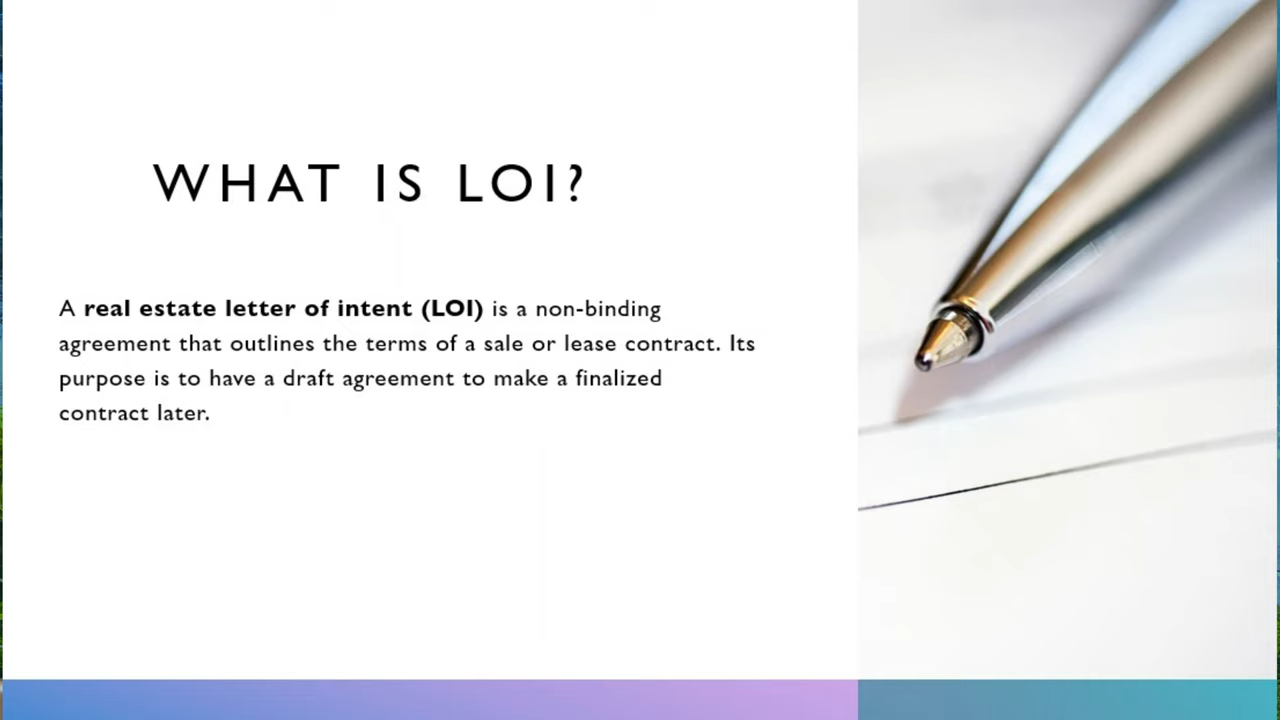 WHAT IS LOI?
A real estate letter of intent (LOI) is a non-binding
agreement that outlines the terms of a sale or lease contract. Its
purpose is to have a draft agreement to make a finalized
contract later.